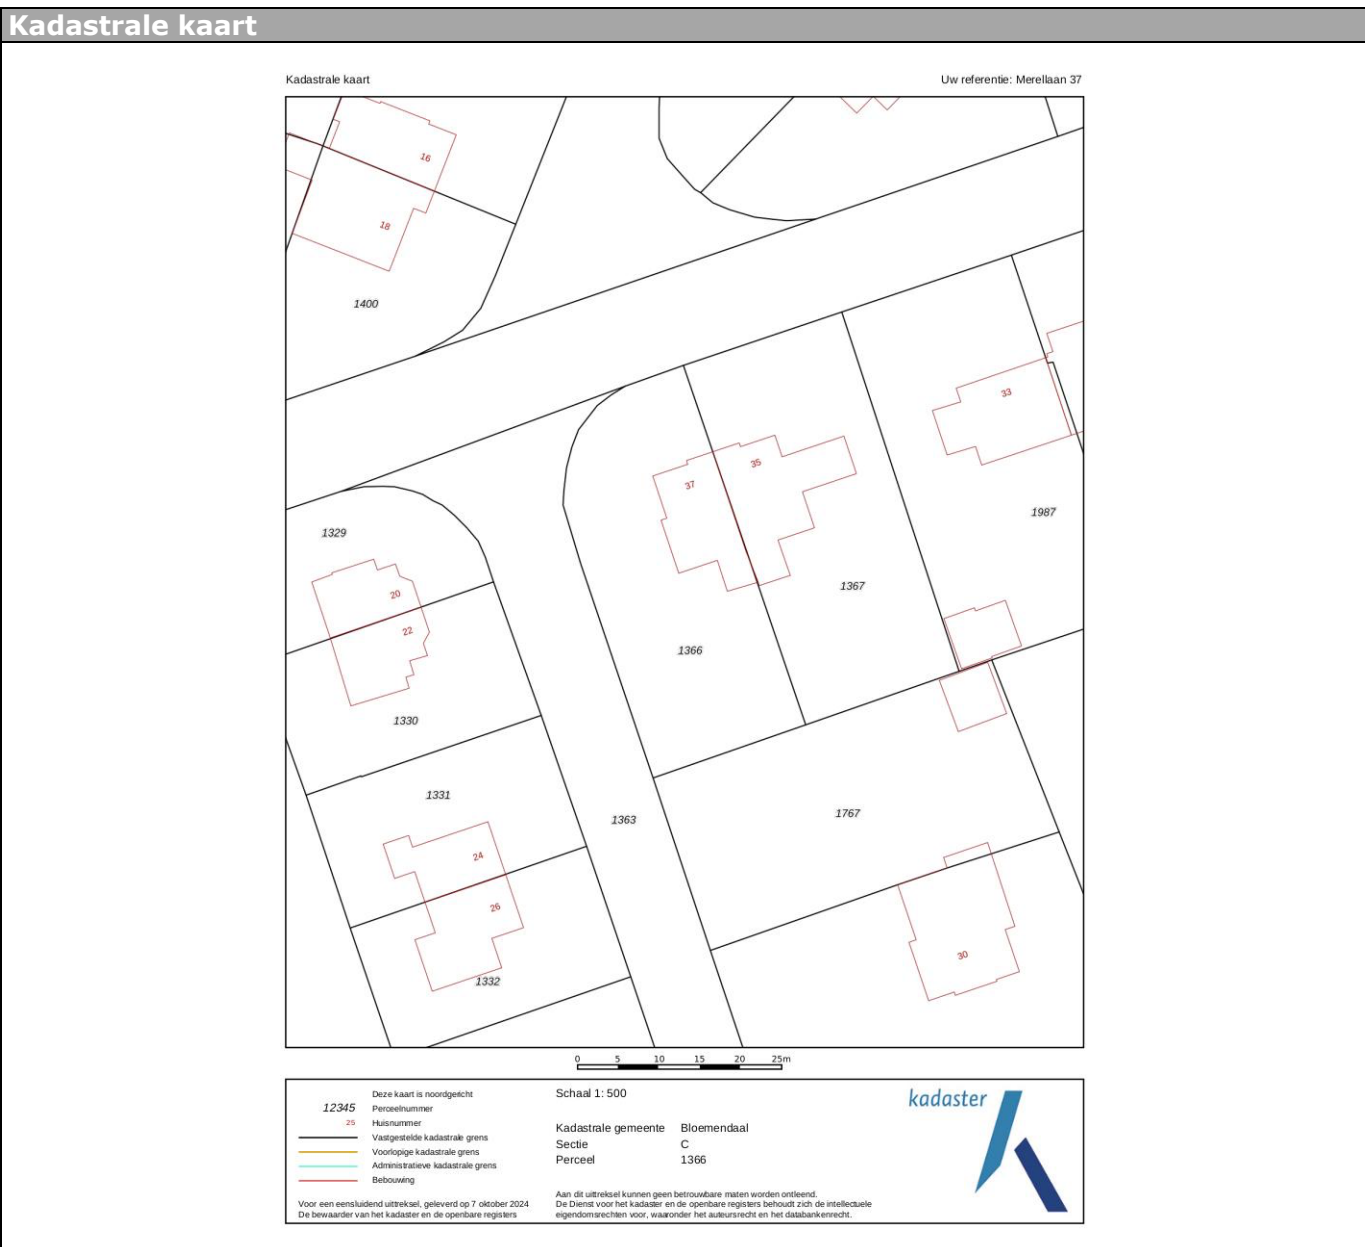 Kadastrale kaart
Kadastrale kaart
Uw referentie: Merellaan 37
16
18
1400
33
35
37
1987
1329
20
22
1367
1366
1330
1331
1363
1767
24
26
30
1332
0 5 10 15 20 25m
Deze kaart is noordgericht
12345 Perceelnummer
25 Huisnummer
Vastgestelde kadastrale grens
Voorlopige kadastrale grens
Administratieve kadastrale grens
Bebouwing
Voor een eensluidend uittreksel, geleverd op 7 oktober 2024
De bewaarder van het kadaster en de openbare registers
Schaal 1: 500
Kadastrale gemeente Bloemendaal
Sectie C
Perceel 1366
Aan dit uittreksel kunnen geen betrouwbare maten worden ontleend.
De Dienst voor het kadaster en de openbare registers behoudt zich de intellectuele
eigendomsrechten voor, waaronder het auteursrecht en het databankenrecht.
kadaster